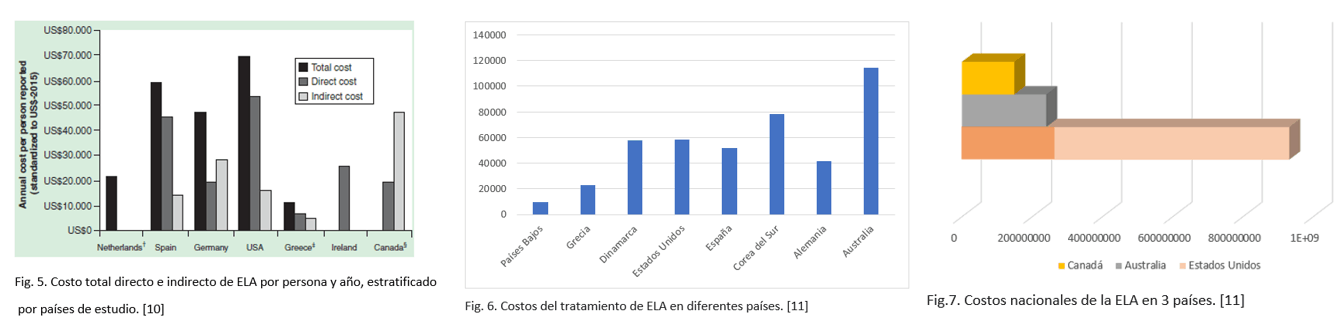 Annual cost per person reported
(standardized to US$-2015)
US$80.000
US$70.000
US$60.000
US$50.000
US$40.000
US$30.000
US$20.000
US$10.000
US$0
Total cost
Direct cost
Indirect cost
Netherlands† Spain Germany USA Greece‡ Ireland Canada§
Fig. 5. Costo total directo e indirecto de ELA por persona y año, estratificado
por países de estudio. [10]
140000
120000
100000
80000
60000
40000
20000
0
Países Bajos
Grecia
Dinamarca
Estados Unidos
España
Corea del Sur
Alemania
Australia
Fig. 6. Costos del tratamiento de ELA en diferentes países. [11]
0 200000000 400000000 600000000 800000000 1E+09
Canadá Australia Estados Unidos
Fig.7. Costos nacionales de la ELA en 3 países. [11]